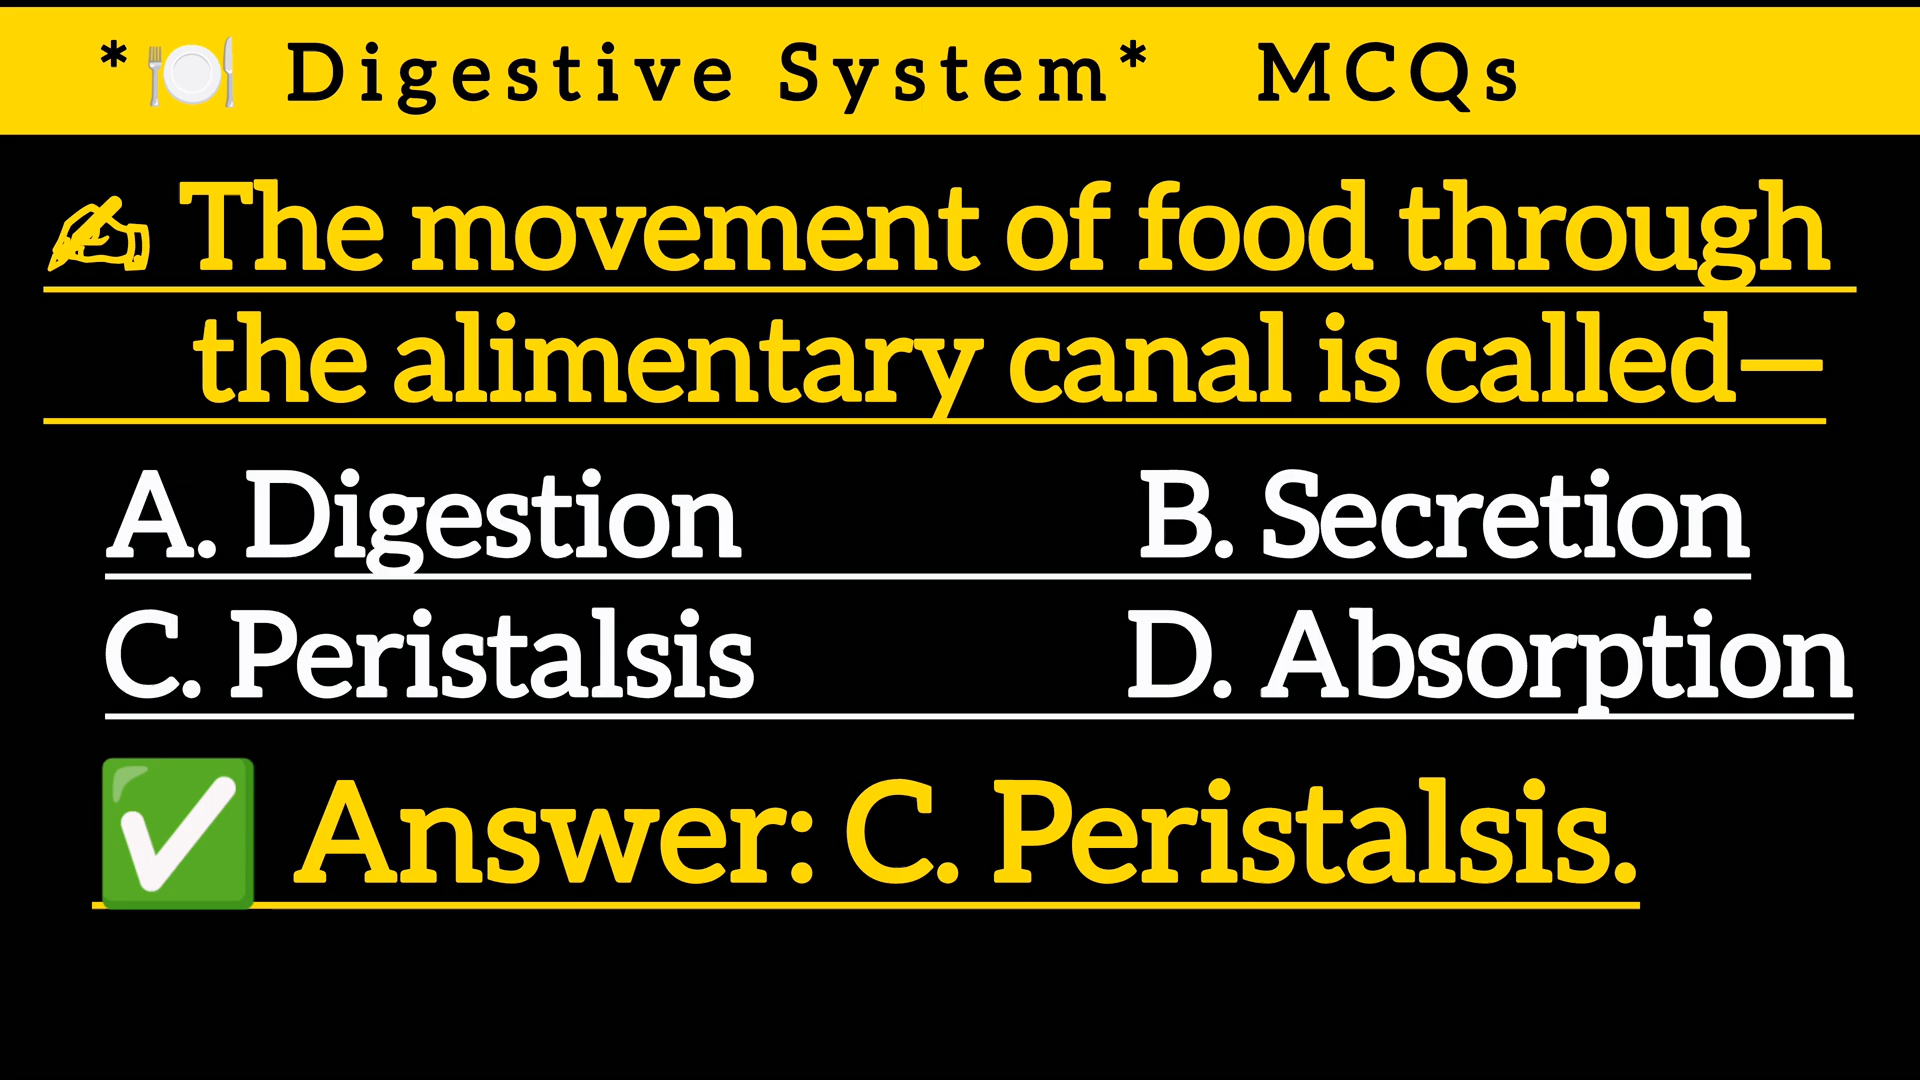 *🍽️ Digestive System* MCQs
✍ The movement of food through
the alimentary canal is called—
A. Digestion B. Secretion
C. Peristalsis D. Absorption
✅ Answer: C. Peristalsis.